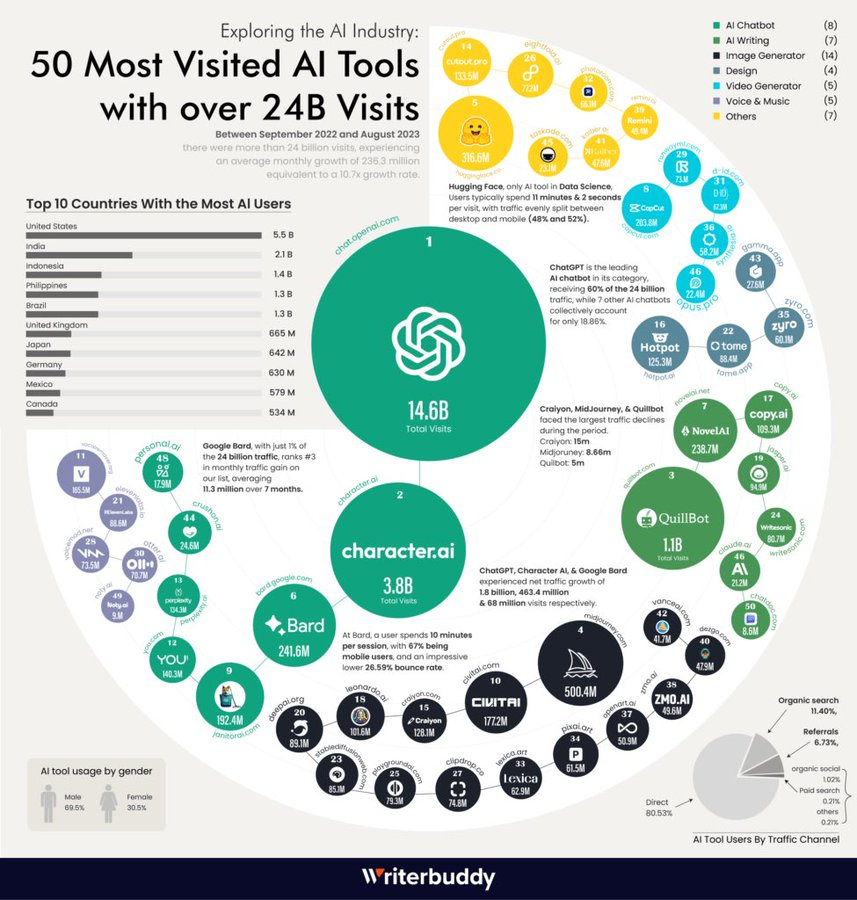 Exploring the AI Industry:
50 Most Visited AI Tools
with over 24B Visits
Between September 2022 and August 2023
there were more than 24 billion visits, experiencing
an average monthly growth of 236.3 million
equivalent to a 10.7x growth rate.
AI Chatbot (8)
AI Writing (7)
Image Generator (14)
Design (4)
Video Generator (5)
Voice & Music (5)
Others (7)
Top 10 Countries With the Most AI Users
United States
5.5 B
India
2.1 B
Indonesia
1.4 B
Philippines
1.3 B
Brazil
1.3 B
United Kingdom
665 M
Japan
642 M
Germany
630 M
Mexico
579 M
Canada
534 M
cutout.pro
14
cutout.pro
133.5M
eightfold.ai
26
77.2M
photoroom.com
32
66.1M
remini.ai
39
Remini
49.4M
5
316.6M
huggingface.co
taskade.com
45
23.1M
kaiber.ai
41
47.6M
Hugging Face, only AI tool in Data Science,
Users typically spend 11 minutes & 2 seconds
per visit, with traffic evenly split between
desktop and mobile (48% and 52%).
runwayml.com
29
73.1M
d-id.com
31
67.3M
8
CapCut
203.8M
capcut.com
36
58.2M
synthesia
46
22.4M
opus.pro
chat.openai.com
1
14.6B
Total Visits
ChatGPT is the leading
AI chatbot in its category,
receiving 60% of the 24 billion
traffic, while 7 other AI chatbots
collectively account
for only 18.86%.
gamma.app
43
27.6M
zyro.com
35
zyro
60.1M
16
Hotpot
125.3M
hotpot.ai
22
tome
88.4M
tome.app
Craiyon, MidJourney, & Quillbot
faced the largest traffic declines
during the period.
Craiyon: 15m
Midjoruney: 8.66m
Quilbot: 5m
novelai.net
7
NovelAI
238.7M
copy.ai
17
copy.ai
109.3M
quillbot.com
3
QuillBot
1.1B
Total Visits
jasper.ai
19
94.9M
24
Writesonic
80.7M
writesonic.com
claude.ai
46
21.2M
chatdoc.com
50
8.6M
Google Bard, with just 1% of
the 24 billion traffic, ranks #3
in monthly traffic gain on
our list, averaging
11.3 million over 7 months.
11
165.5M
elevenlabs.io
21
IIElevenLabs
88.6M
voicemod.net
28
73.5M
otter.ai
30
70.7M
noty.ai
49
Noty.ai
9.M
personal.ai
48
17.9M
crushon.ai
44
24.6M
13
perplexity
134.3M
perplexity.ai
you.com
12
YOU
140.3M
9
192.4M
janitorai.com
bard.google.com
6
Bard
241.6M
character.ai
2
character.ai
3.8B
Total Visits
ChatGPT, Character AI, & Google Bard
experienced net traffic growth of
1.8 billion, 463.4 million
& 68 million visits respectively.
At Bard, a user spends 10 minutes
per session, with 67% being
mobile users, and an impressive
lower 26.59% bounce rate.
midjourney.com
4
500.4M
civitai.com
10
CIVITAI
177.2M
craiyon.com
15
Craiyon
128.1M
leonardo.ai
18
101.6M
deepai.org
20
89.1M
stablediffusionweb.com
23
85.1M
playgroundai.com
25
79.3M
clipdrop.co
27
74.8M
lexica.art
33
lexica
62.9M
pixai.art
34
61.5M
openart.ai
37
50.9M
zmo.ai
38
ZMO.AI
49.6M
dezgo.com
40
47.9M
vanceai.com
42
41.7M
AI tool usage by gender
Male
69.5%
Female
30.5%
Organic search
11.40%,
Referrals
6.73%,
organic social
1.02%
Paid search
0.21%
others
0.21%
Direct
80.53%
AI Tool Users By Traffic Channel
Writerbuddy